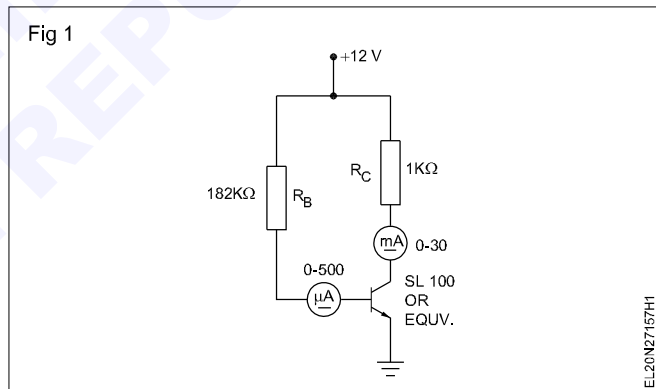 Fig 1
+12 V
182KΩ
R_B
R_C
1KΩ
mA
0-30
0-500
µA
SL 100
OR
EQUV.
EL20N27157H1